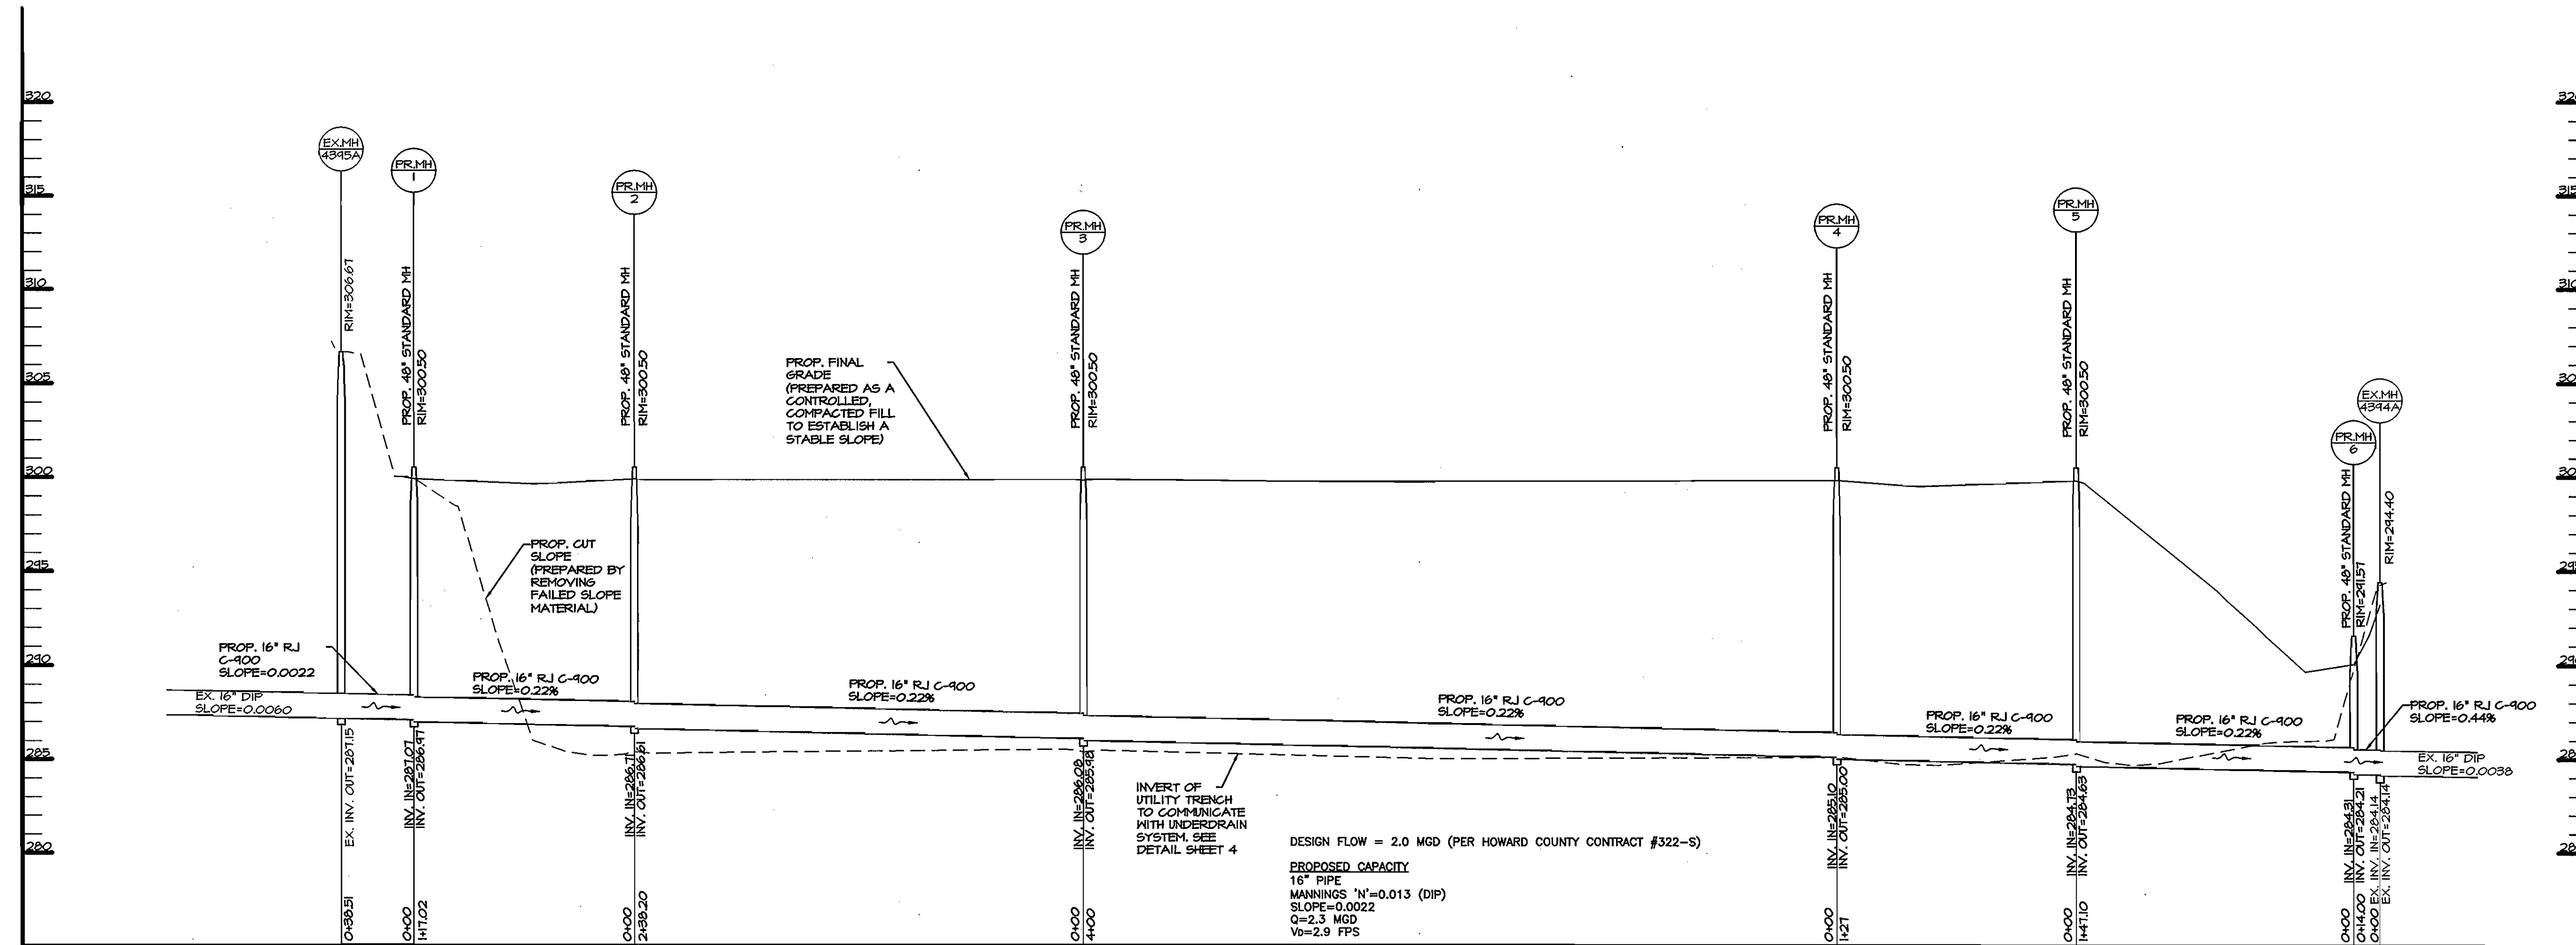 320
315
310
305
300
295
290
285
280
EX.MH
4395A
RIM=306.67
PR.MH
1
PROP. 48" STANDARD MH
RIM=300.50
PR.MH
2
PROP. 48" STANDARD MH
RIM=300.50
PROP. FINAL
GRADE
(PREPARED AS A
CONTROLLED,
COMPACTED FILL
TO ESTABLISH A
STABLE SLOPE)
PR.MH
3
PROP. 48" STANDARD MH
RIM=300.50
PR.MH
4
PROP. 48" STANDARD MH
RIM=300.50
PR.MH
5
PROP. 48" STANDARD MH
RIM=300.50
PR.MH
6
PROP. 48" STANDARD MH
RIM=291.57
EX.MH
4394A
RIM=294.40
PROP. CUT
SLOPE
(PREPARED BY
REMOVING
FAILED SLOPE
MATERIAL)
PROP. 16" RJ
C-900
SLOPE=0.0022
EX. 16" DIP
SLOPE=0.0060
PROP. 16" RJ C-900
SLOPE=0.22%
PROP. 16" RJ C-900
SLOPE=0.22%
PROP. 16" RJ C-900
SLOPE=0.22%
PROP. 16" RJ C-900
SLOPE=0.22%
PROP. 16" RJ C-900
SLOPE=0.22%
PROP. 16" RJ C-900
SLOPE=0.44%
EX. 16" DIP
SLOPE=0.0038
EX. INV. OUT=287.15
INV. IN=287.07
INV. OUT=286.97
INV. IN=286.71
INV. OUT=286.61
INV. IN=286.08
INV. OUT=285.98
INVERT OF
UTILITY TRENCH
TO COMMUNICATE
WITH UNDERDRAIN
SYSTEM. SEE
DETAIL SHEET 4
INV. IN=285.10
INV. OUT=285.00
INV. IN=284.73
INV. OUT=284.63
INV. IN=284.31
INV. OUT=284.21
EX. INV. IN=284.14
EX. INV. OUT=284.14
DESIGN FLOW = 2.0 MGD (PER HOWARD COUNTY CONTRACT #322-S)
PROPOSED CAPACITY
16" PIPE
MANNINGS 'N'=0.013 (DIP)
SLOPE=0.0022
Q=2.3 MGD
VD=2.9 FPS
0+38.51
0+00
1+17.02
0+00
2+38.20
0+00
4+00
0+00
1+27
0+00
1+47.10
0+00
0+14.00
0+00
32
315
310
30
30
295
290
285
28